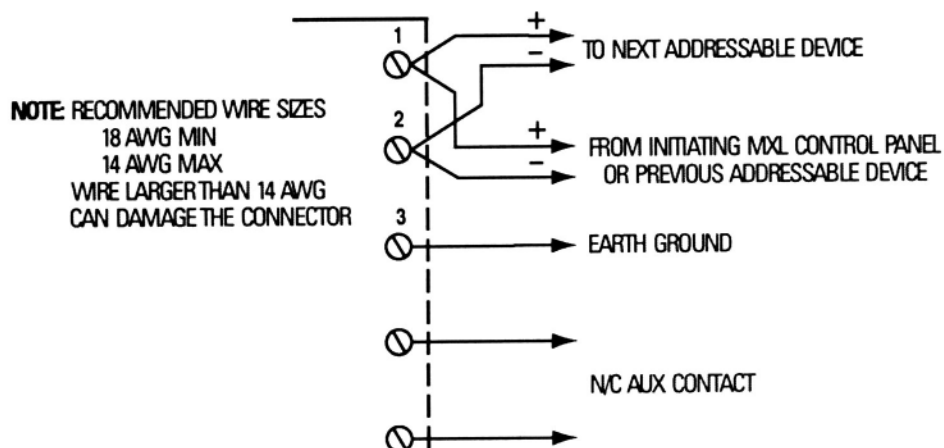 1
+
-
TO NEXT ADDRESSABLE DEVICE
NOTE: RECOMMENDED WIRE SIZES
18 AWG MIN
14 AWG MAX
WIRE LARGER THAN 14 AWG
CAN DAMAGE THE CONNECTOR
2
+
-
FROM INITIATING MXL CONTROL PANEL
OR PREVIOUS ADDRESSABLE DEVICE
3
EARTH GROUND
N/C AUX CONTACT